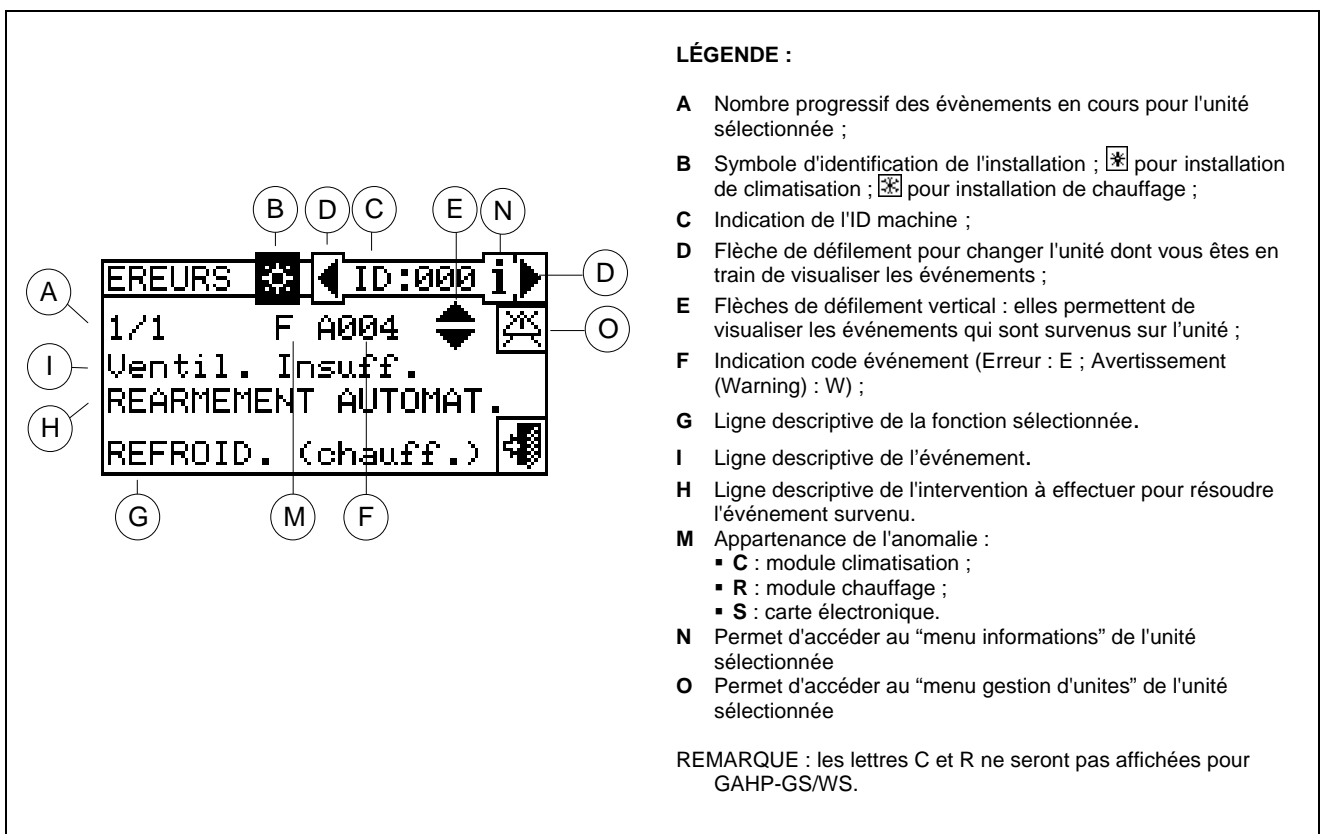 B D C E N
EREURS ID:000 i
D
A
1/1 F A004
O
I
Ventil. Insuff.
REARMEMENT AUTOMAT.
H
REFROID. (chauff.)
G M F
LÉGENDE :
A Nombre progressif des évènements en cours pour l'unité
sélectionnée ;
B Symbole d'identification de l'installation ; pour installation
de climatisation ; pour installation de chauffage ;
C Indication de l'ID machine ;
D Flèche de défilement pour changer l'unité dont vous êtes en
train de visualiser les événements ;
E Flèches de défilement vertical : elles permettent de
visualiser les événements qui sont survenus sur l'unité ;
F Indication code événement (Erreur : E ; Avertissement
(Warning) : W) ;
G Ligne descriptive de la fonction sélectionnée.
I Ligne descriptive de l'événement.
H Ligne descriptive de l'intervention à effectuer pour résoudre
l'événement survenu.
M Appartenance de l'anomalie :
▪ C : module climatisation ;
▪ R : module chauffage ;
▪ S : carte électronique.
N Permet d'accéder au “menu informations” de l'unité
sélectionnée
O Permet d'accéder au “menu gestion d'unites” de l'unité
sélectionnée
REMARQUE : les lettres C et R ne seront pas affichées pour
GAHP-GS/WS.